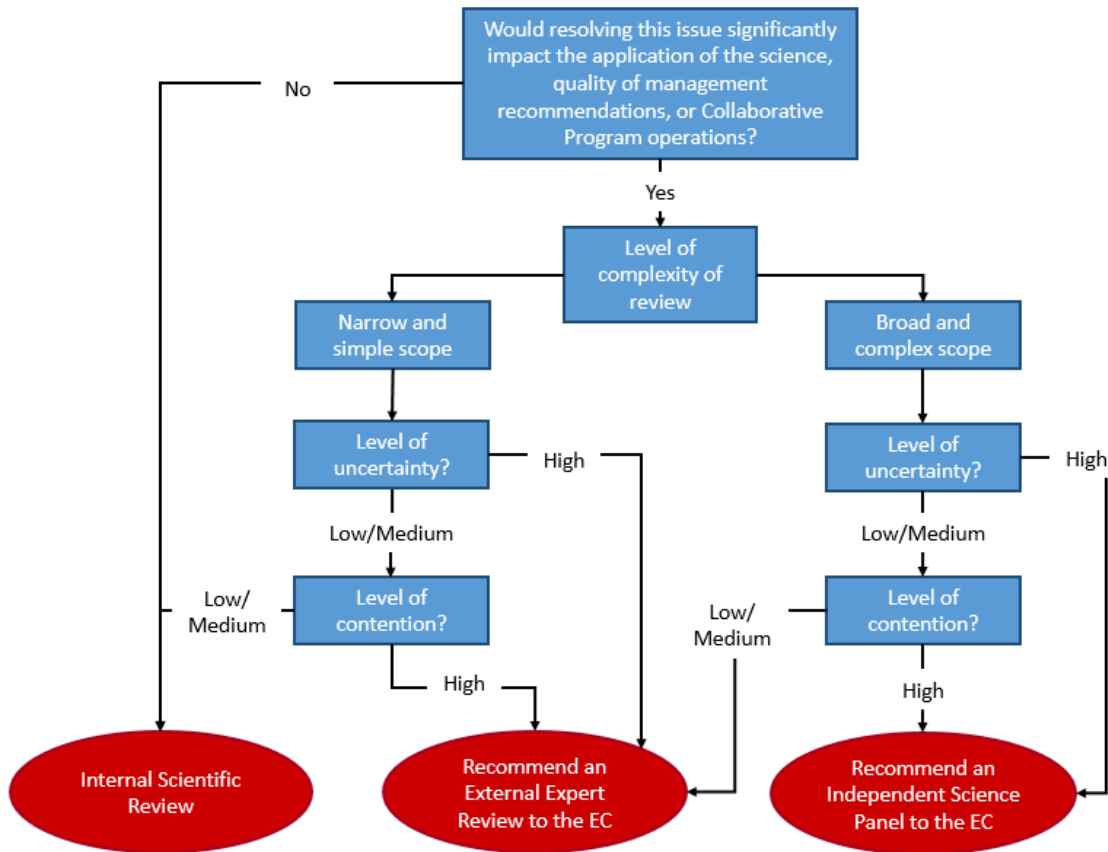 Would resolving this issue significantly
impact the application of the science,
quality of management
recommendations, or Collaborative
Program operations?
No
Yes
Level of
complexity of
review
Narrow and
simple scope
Broad and
complex scope
Level of
uncertainty?
High
Level of
uncertainty?
High
Low/Medium
Low/Medium
Low/
Medium
Level of
contention?
Low/
Medium
Level of
contention?
High
High
Internal Scientific
Review
Recommend an
External Expert
Review to the EC
Recommend an
Independent Science
Panel to the EC